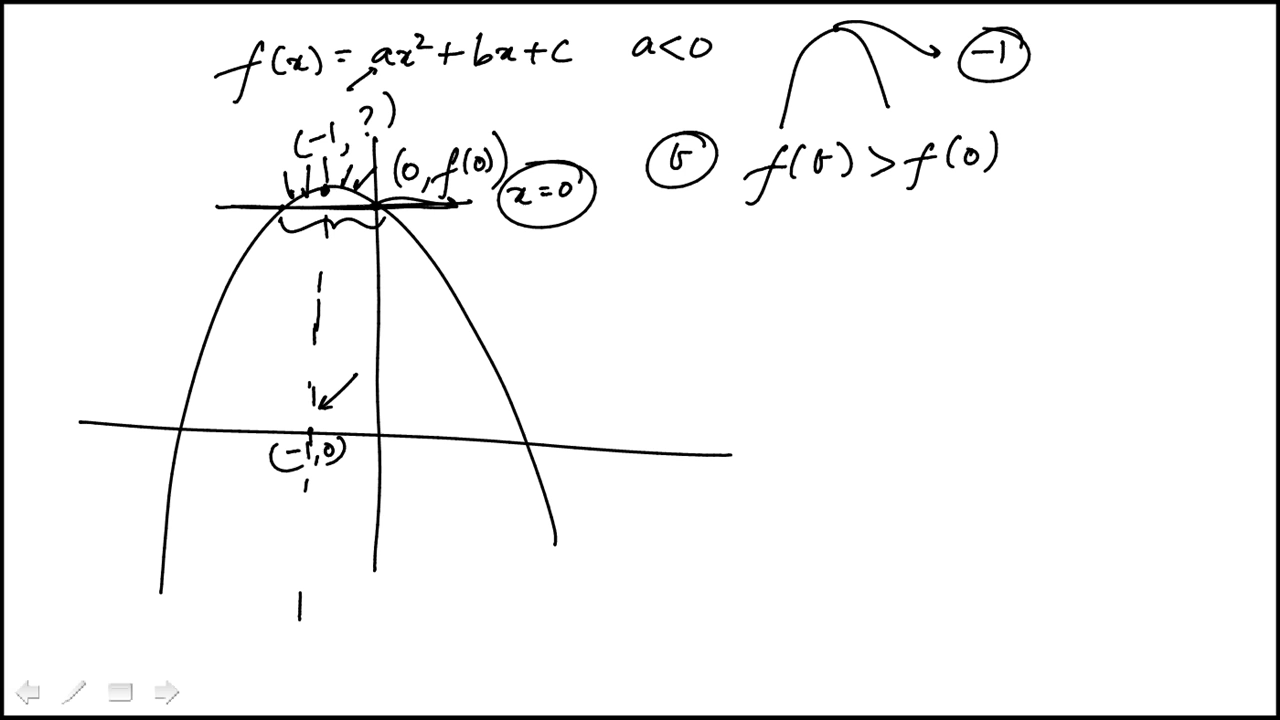 f(x) = ax² + bx + c a < 0
-1
(-1, ?)
(0, f(0)) x = 0
t f(t) > f(0)
(-1, 0)